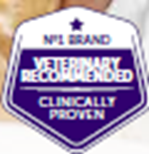 Nº1 BRAND
VETERINARY
RECOMMENDED
CLINICALLY
PROVEN